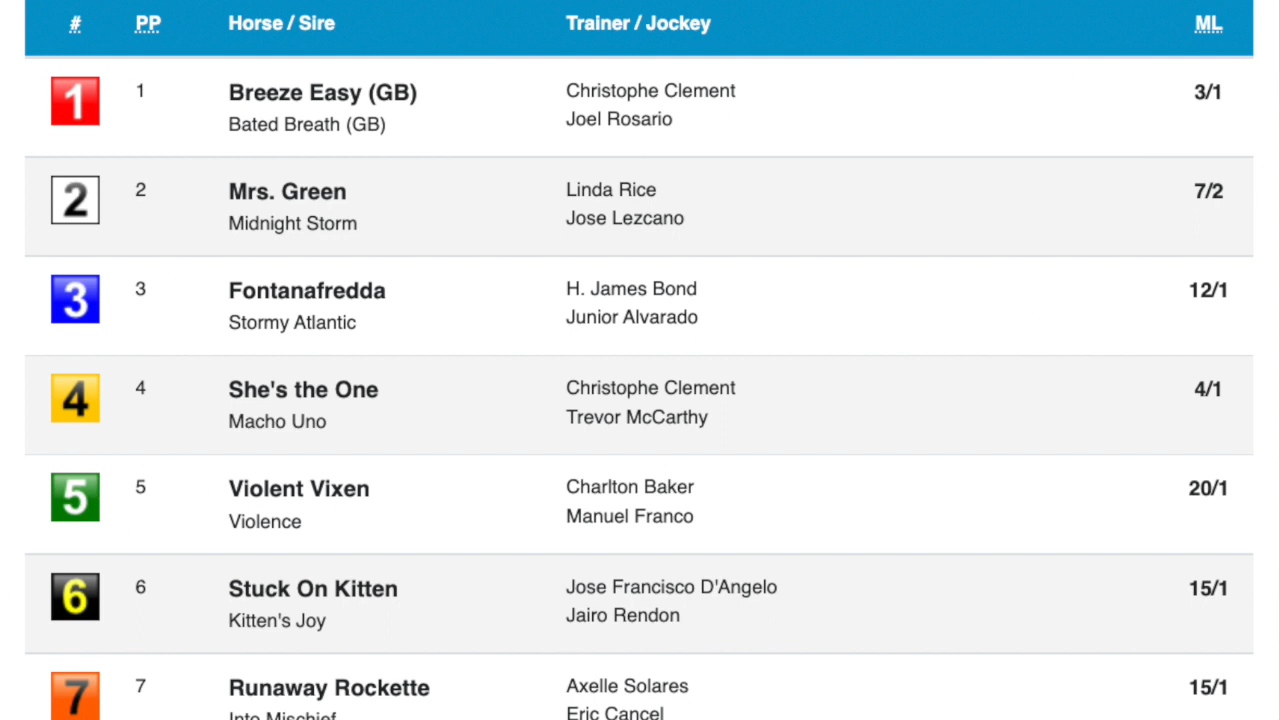 # PP Horse / Sire Trainer / Jockey ML
1 1 Breeze Easy (GB) Christophe Clement 3/1
Bated Breath (GB) Joel Rosario
2 2 Mrs. Green Linda Rice 7/2
Midnight Storm Jose Lezcano
3 3 Fontanafredda H. James Bond 12/1
Stormy Atlantic Junior Alvarado
4 4 She's the One Christophe Clement 4/1
Macho Uno Trevor McCarthy
5 5 Violent Vixen Charlton Baker 20/1
Violence Manuel Franco
6 6 Stuck On Kitten Jose Francisco D'Angelo 15/1
Kitten's Joy Jairo Rendon
7 7 Runaway Rockette Axelle Solares 15/1
Into Mischief Eric Cancel